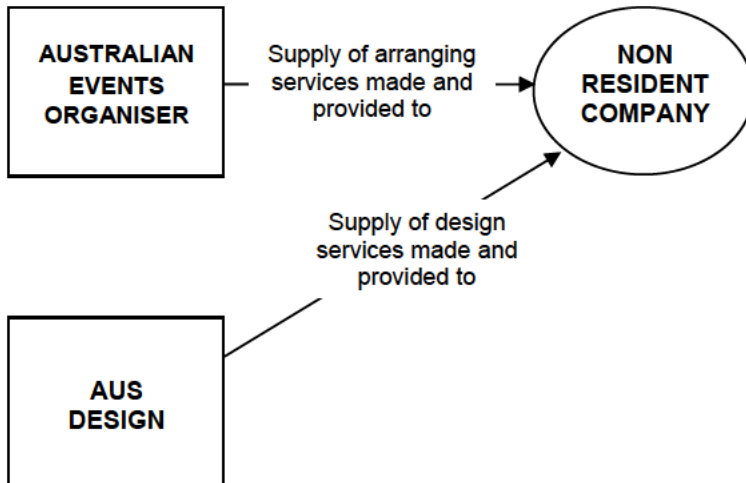 AUSTRALIAN
EVENTS
ORGANISER
Supply of arranging
services made and
provided to
NON
RESIDENT
COMPANY
Supply of design
services made and
provided to
AUS
DESIGN